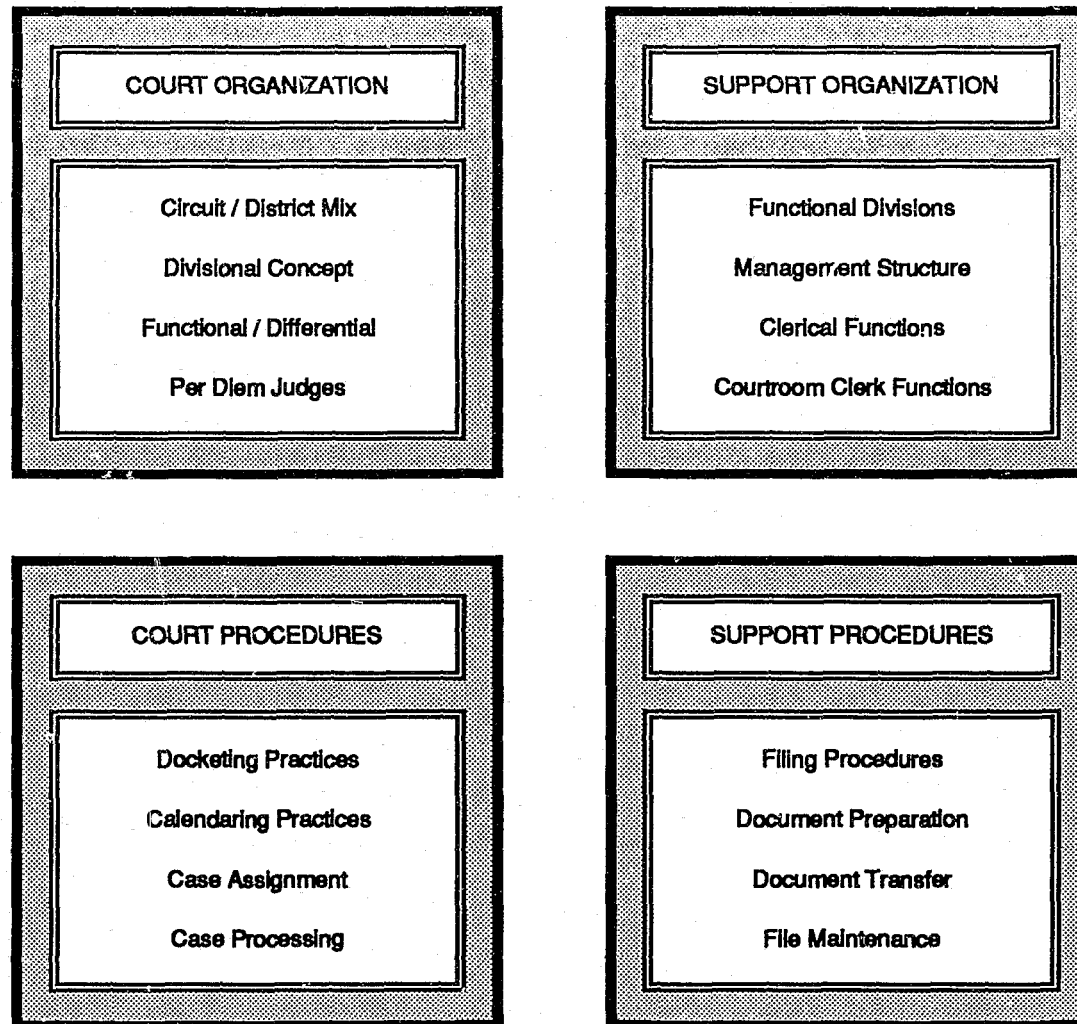 COURT ORGANIZATION
Circuit / District Mix
Divisional Concept
Functional / Differential
Per Diem Judges
SUPPORT ORGANIZATION
Functional Divisions
Management Structure
Clerical Functions
Courtroom Clerk Functions
COURT PROCEDURES
Docketing Practices
Calendaring Practices
Case Assignment
Case Processing
SUPPORT PROCEDURES
Filing Procedures
Document Preparation
Document Transfer
File Maintenance